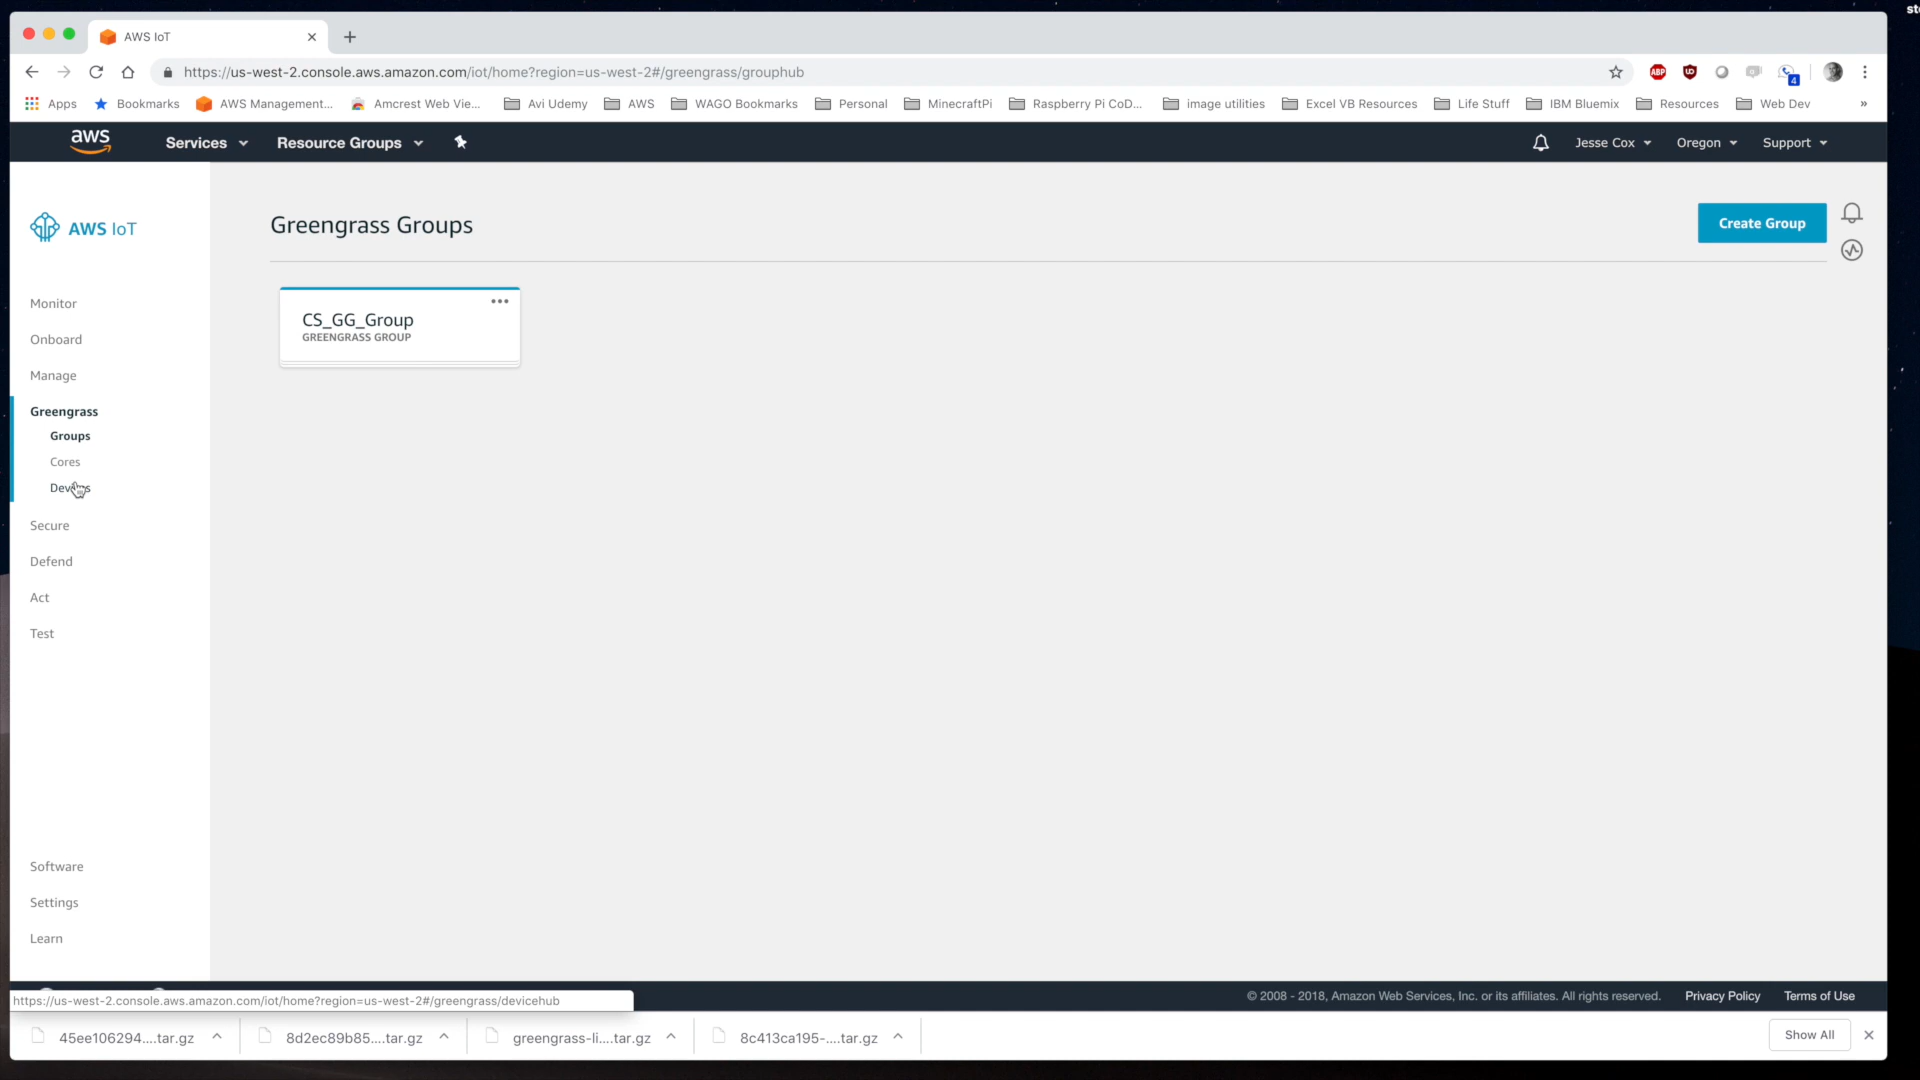 st
AWS IoT
https://us-west-2.console.aws.amazon.com/iot/home?region=us-west-2#/greengrass/grouphub
ABP
4
Apps
Bookmarks
AWS Management...
Amcrest Web Vie...
Avi Udemy
AWS
WAGO Bookmarks
Personal
MinecraftPi
Raspberry Pi CoD...
image utilities
Excel VB Resources
Life Stuff
IBM Bluemix
Resources
Web Dev
»
aws
Services
Resource Groups
Jesse Cox
Oregon
Support
AWS IoT
Monitor
Onboard
Manage
Greengrass
Groups
Cores
Devices
Secure
Defend
Act
Test
Software
Settings
Learn
Greengrass Groups
Create Group
CS_GG_Group
GREENGRASS GROUP
https://us-west-2.console.aws.amazon.com/iot/home?region=us-west-2#/greengrass/devicehub
© 2008 - 2018, Amazon Web Services, Inc. or its affiliates. All rights reserved.
Privacy Policy
Terms of Use
45ee106294....tar.gz
8d2ec89b85....tar.gz
greengrass-li....tar.gz
8c413ca195-....tar.gz
Show All